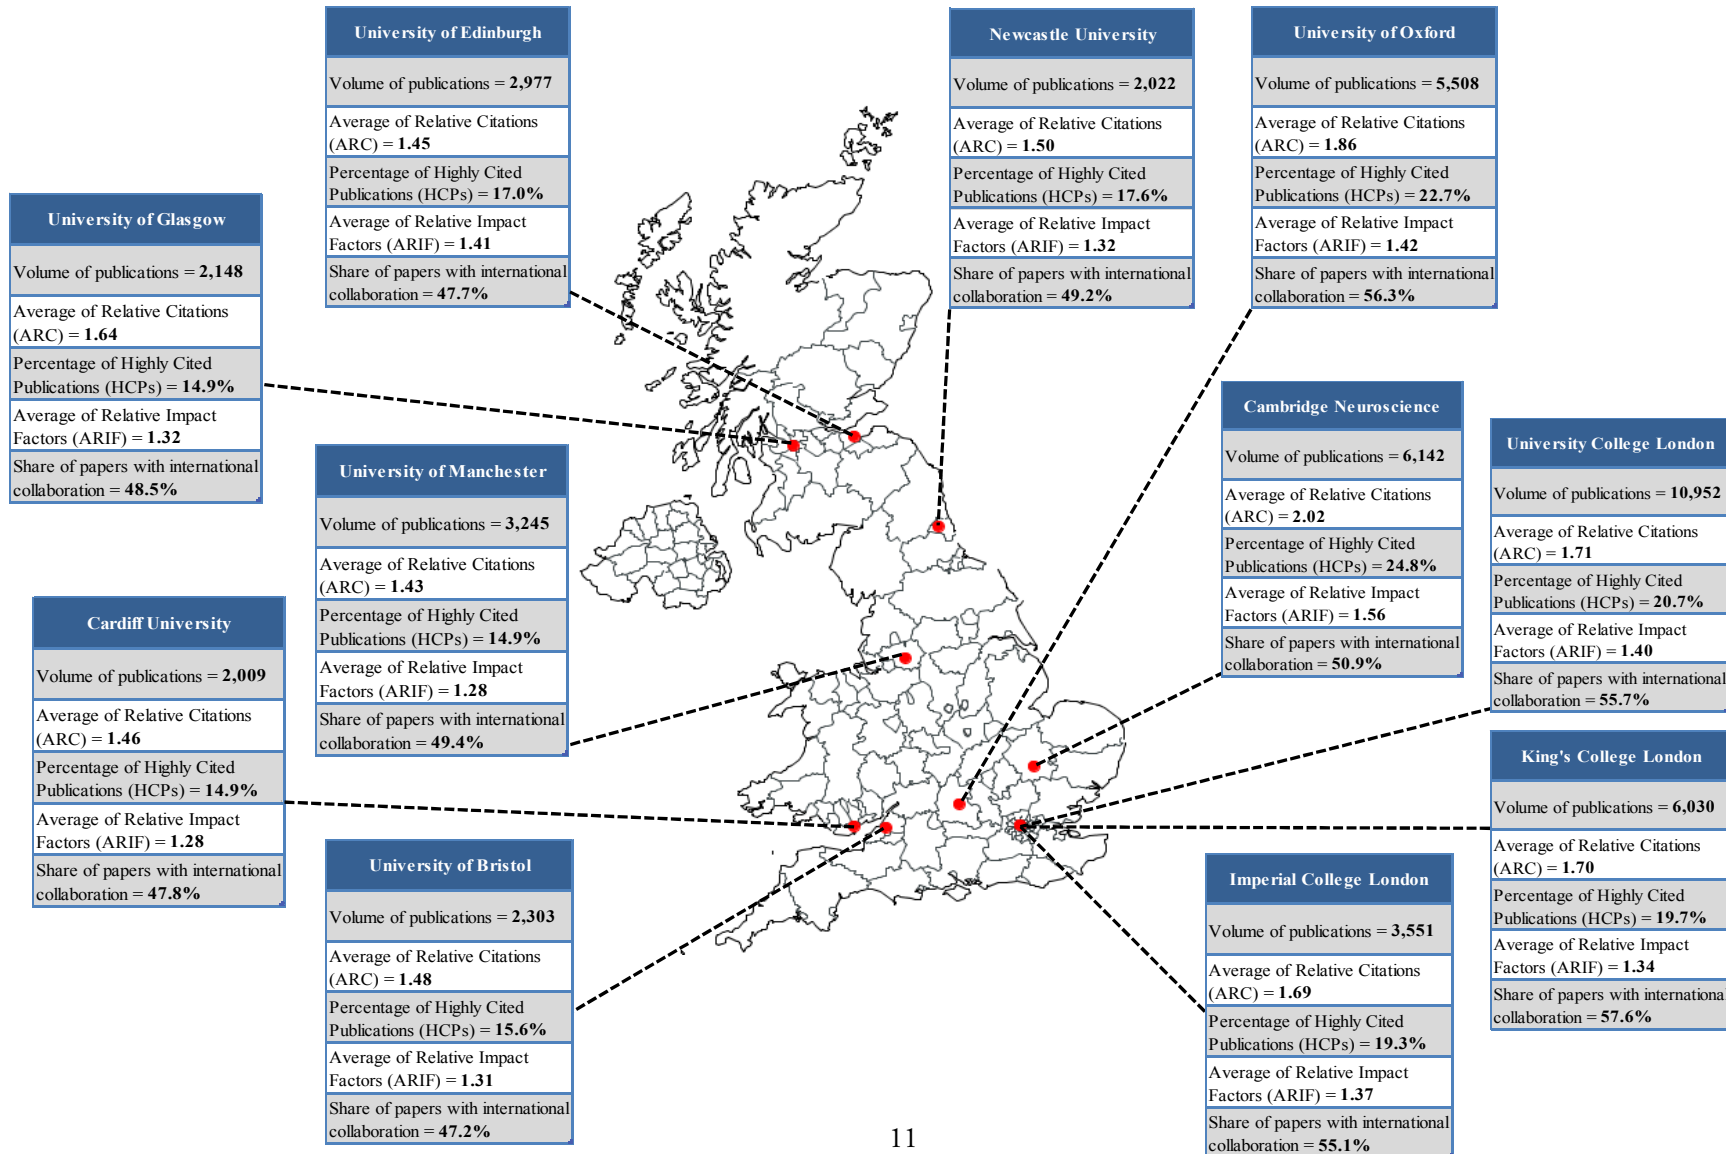 University of Edinburgh
Volume of publications = 2,977
Average of Relative Citations
(ARC) = 1.45
Percentage of Highly Cited
Publications (HCPs) = 17.0%
Average of Relative Impact
Factors (ARIF) = 1.41
Share of papers with international
collaboration = 47.7%
Newcastle University
Volume of publications = 2,022
Average of Relative Citations
(ARC) = 1.50
Percentage of Highly Cited
Publications (HCPs) = 17.6%
Average of Relative Impact
Factors (ARIF) = 1.32
Share of papers with international
collaboration = 49.2%
University of Oxford
Volume of publications = 5,508
Average of Relative Citations
(ARC) = 1.86
Percentage of Highly Cited
Publications (HCPs) = 22.7%
Average of Relative Impact
Factors (ARIF) = 1.42
Share of papers with international
collaboration = 56.3%
University of Glasgow
Volume of publications = 2,148
Average of Relative Citations
(ARC) = 1.64
Percentage of Highly Cited
Publications (HCPs) = 14.9%
Average of Relative Impact
Factors (ARIF) = 1.32
Share of papers with international
collaboration = 48.5%
Cambridge Neuroscience
Volume of publications = 6,142
Average of Relative Citations
(ARC) = 2.02
Percentage of Highly Cited
Publications (HCPs) = 24.8%
Average of Relative Impact
Factors (ARIF) = 1.56
Share of papers with international
collaboration = 50.9%
University College London
Volume of publications = 10,952
Average of Relative Citations
(ARC) = 1.71
Percentage of Highly Cited
Publications (HCPs) = 20.7%
Average of Relative Impact
Factors (ARIF) = 1.40
Share of papers with international
collaboration = 55.7%
University of Manchester
Volume of publications = 3,245
Average of Relative Citations
(ARC) = 1.43
Percentage of Highly Cited
Publications (HCPs) = 14.9%
Average of Relative Impact
Factors (ARIF) = 1.28
Share of papers with international
collaboration = 49.4%
Cardiff University
Volume of publications = 2,009
Average of Relative Citations
(ARC) = 1.46
Percentage of Highly Cited
Publications (HCPs) = 14.9%
Average of Relative Impact
Factors (ARIF) = 1.28
Share of papers with international
collaboration = 47.8%
King's College London
Volume of publications = 6,030
Average of Relative Citations
(ARC) = 1.70
Percentage of Highly Cited
Publications (HCPs) = 19.7%
Average of Relative Impact
Factors (ARIF) = 1.34
Share of papers with international
collaboration = 57.6%
University of Bristol
Volume of publications = 2,303
Average of Relative Citations
(ARC) = 1.48
Percentage of Highly Cited
Publications (HCPs) = 15.6%
Average of Relative Impact
Factors (ARIF) = 1.31
Share of papers with international
collaboration = 47.2%
Imperial College London
Volume of publications = 3,551
Average of Relative Citations
(ARC) = 1.69
Percentage of Highly Cited
Publications (HCPs) = 19.3%
Average of Relative Impact
Factors (ARIF) = 1.37
Share of papers with international
collaboration = 55.1%
11